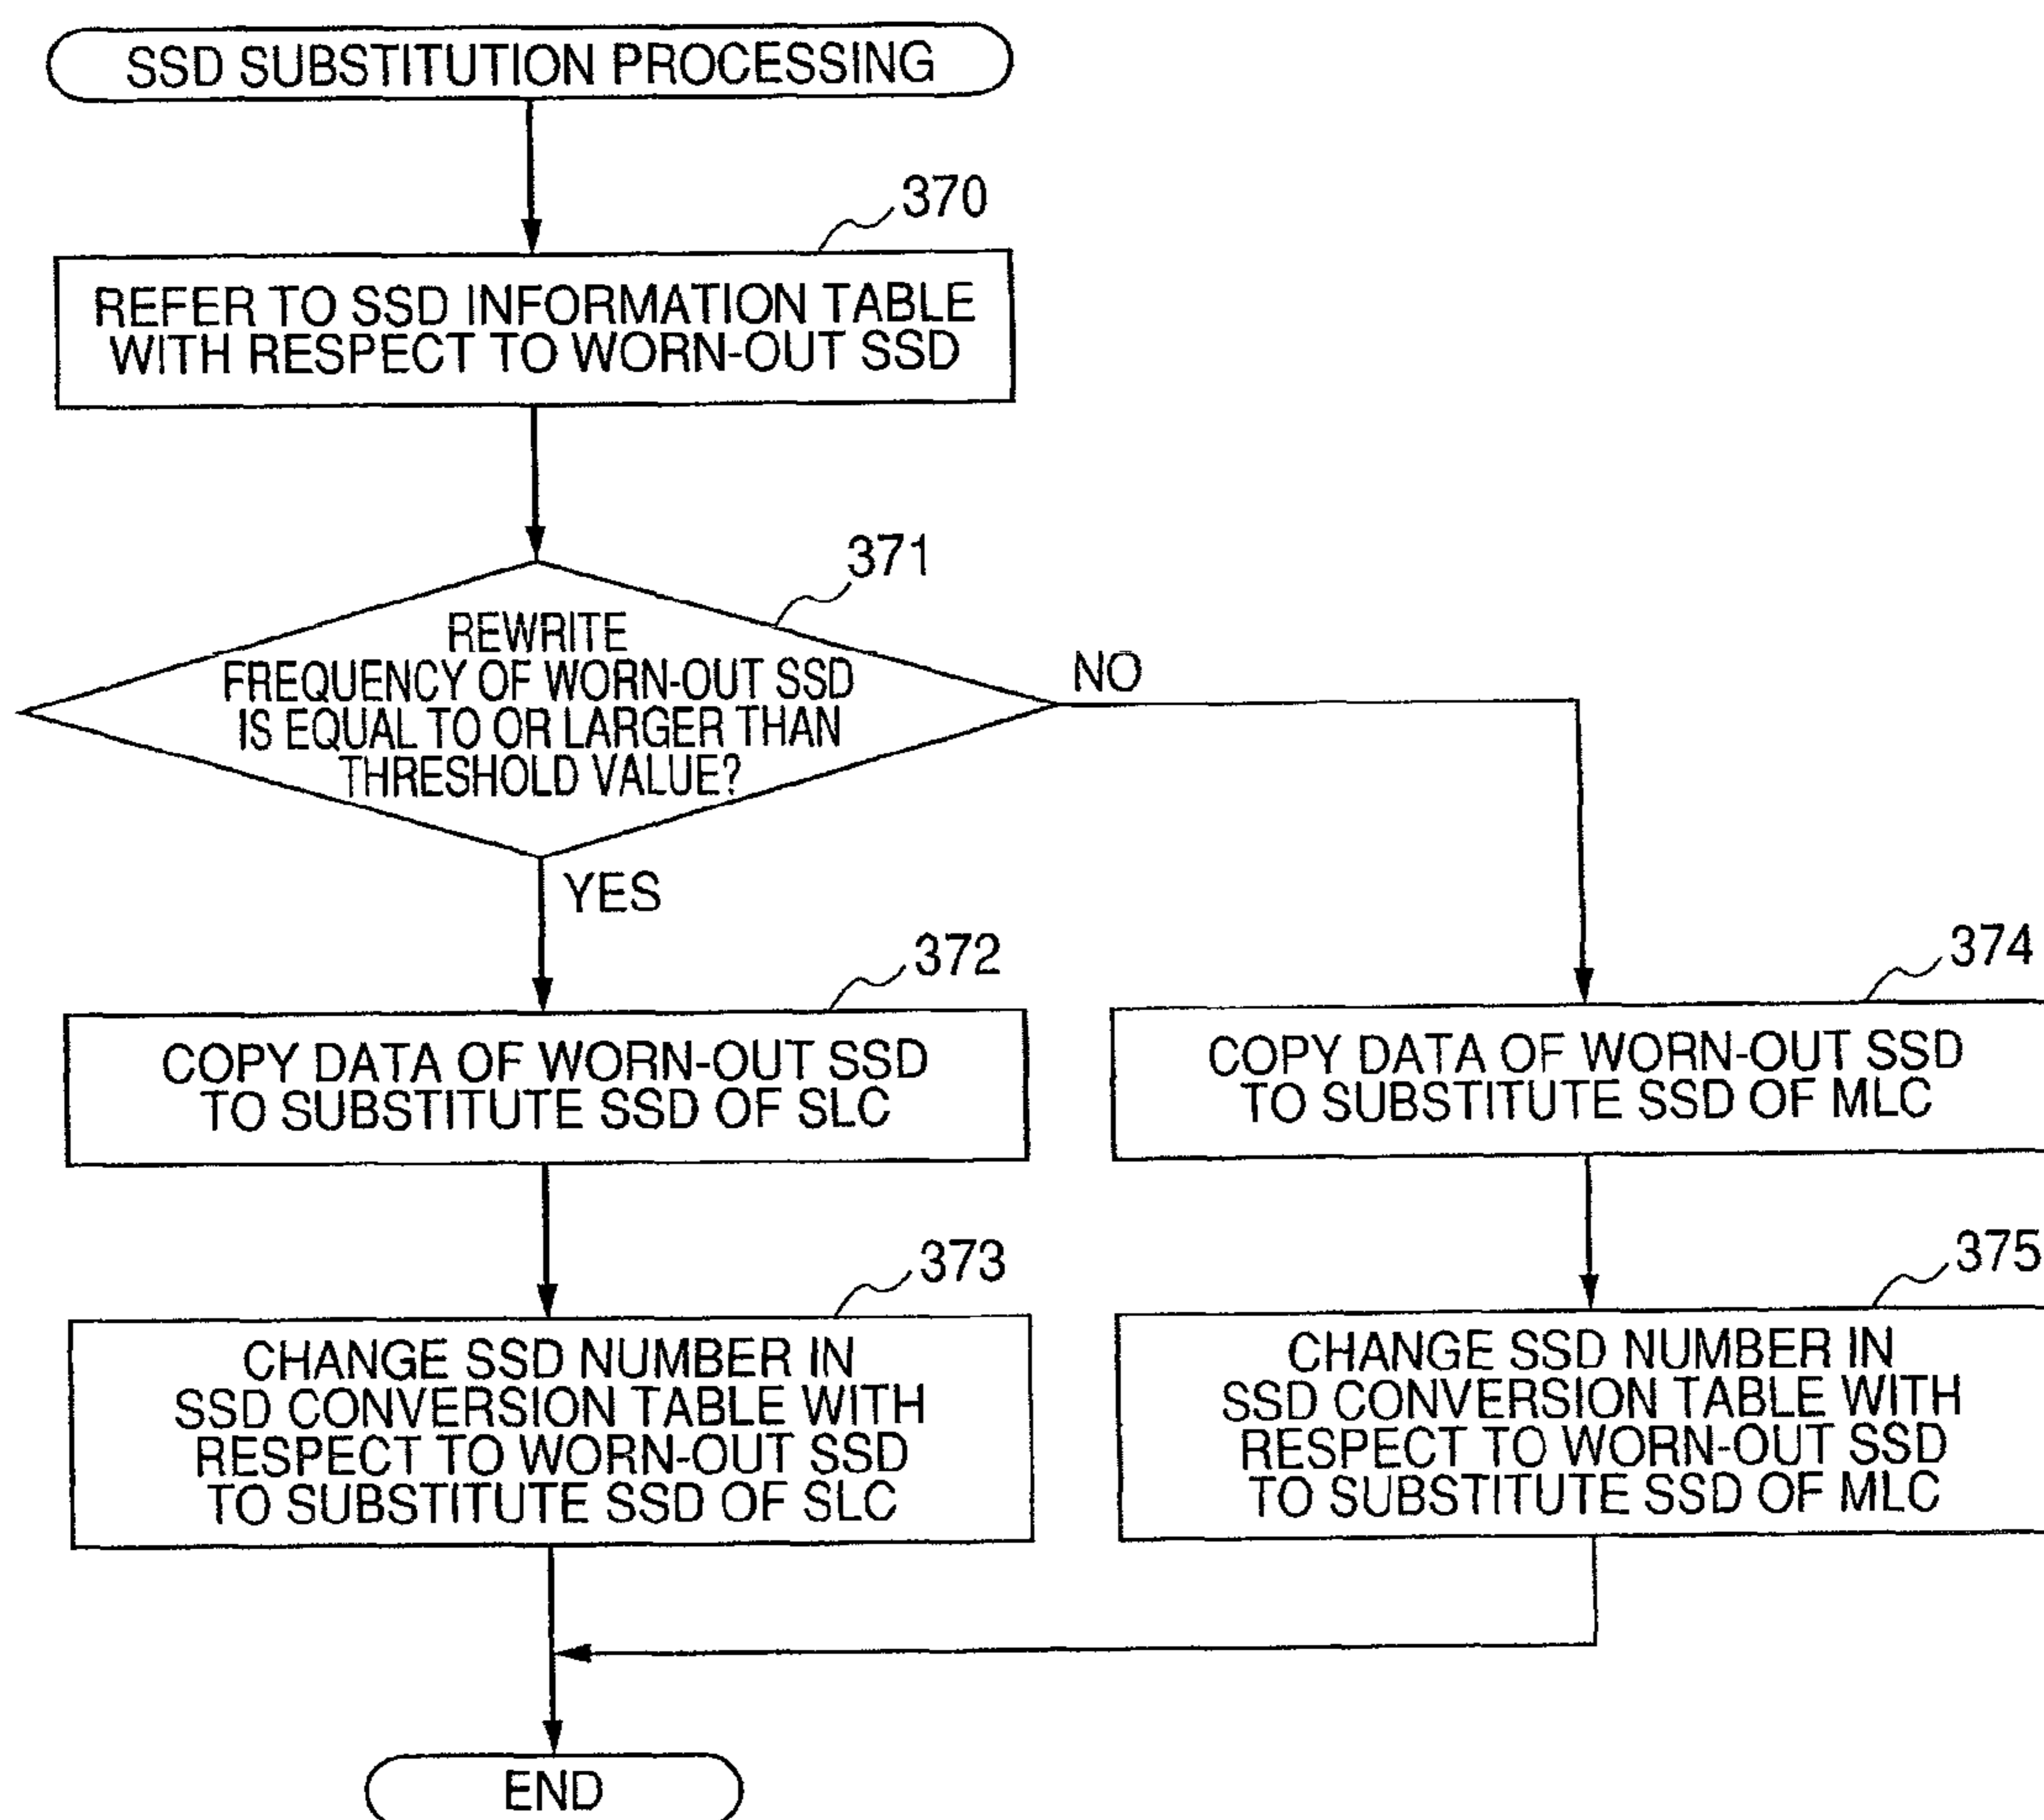 SSD SUBSTITUTION PROCESSING
370
REFER TO SSD INFORMATION TABLE
WITH RESPECT TO WORN-OUT SSD
371
REWRITE
FREQUENCY OF WORN-OUT SSD
IS EQUAL TO OR LARGER THAN
THRESHOLD VALUE?
NO
YES
372
COPY DATA OF WORN-OUT SSD
TO SUBSTITUTE SSD OF SLC
374
COPY DATA OF WORN-OUT SSD
TO SUBSTITUTE SSD OF MLC
373
CHANGE SSD NUMBER IN
SSD CONVERSION TABLE WITH
RESPECT TO WORN-OUT SSD
TO SUBSTITUTE SSD OF SLC
375
CHANGE SSD NUMBER IN
SSD CONVERSION TABLE WITH
RESPECT TO WORN-OUT SSD
TO SUBSTITUTE SSD OF MLC
END